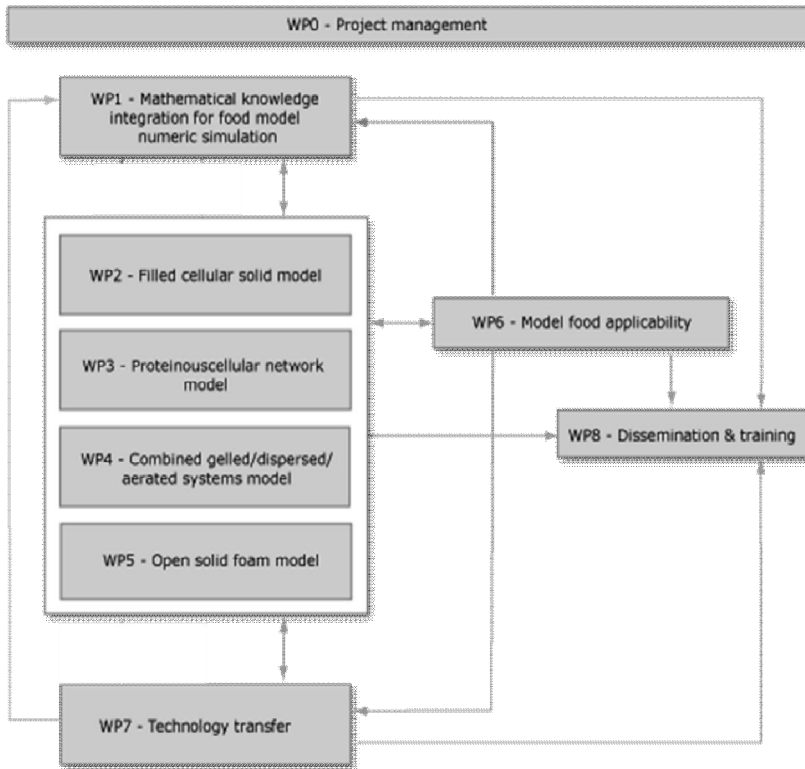 WP0 - Project management
WP1 - Mathematical knowledge
integration for food model
numeric simulation
WP2 - Filled cellular solid model
WP6 - Model food applicability
WP3 - Proteinouscellular network
model
WP8 - Dissemination & training
WP4 - Combined gelled/dispersed/
aerated systems model
WP5 - Open solid foam model
WP7 - Technology transfer